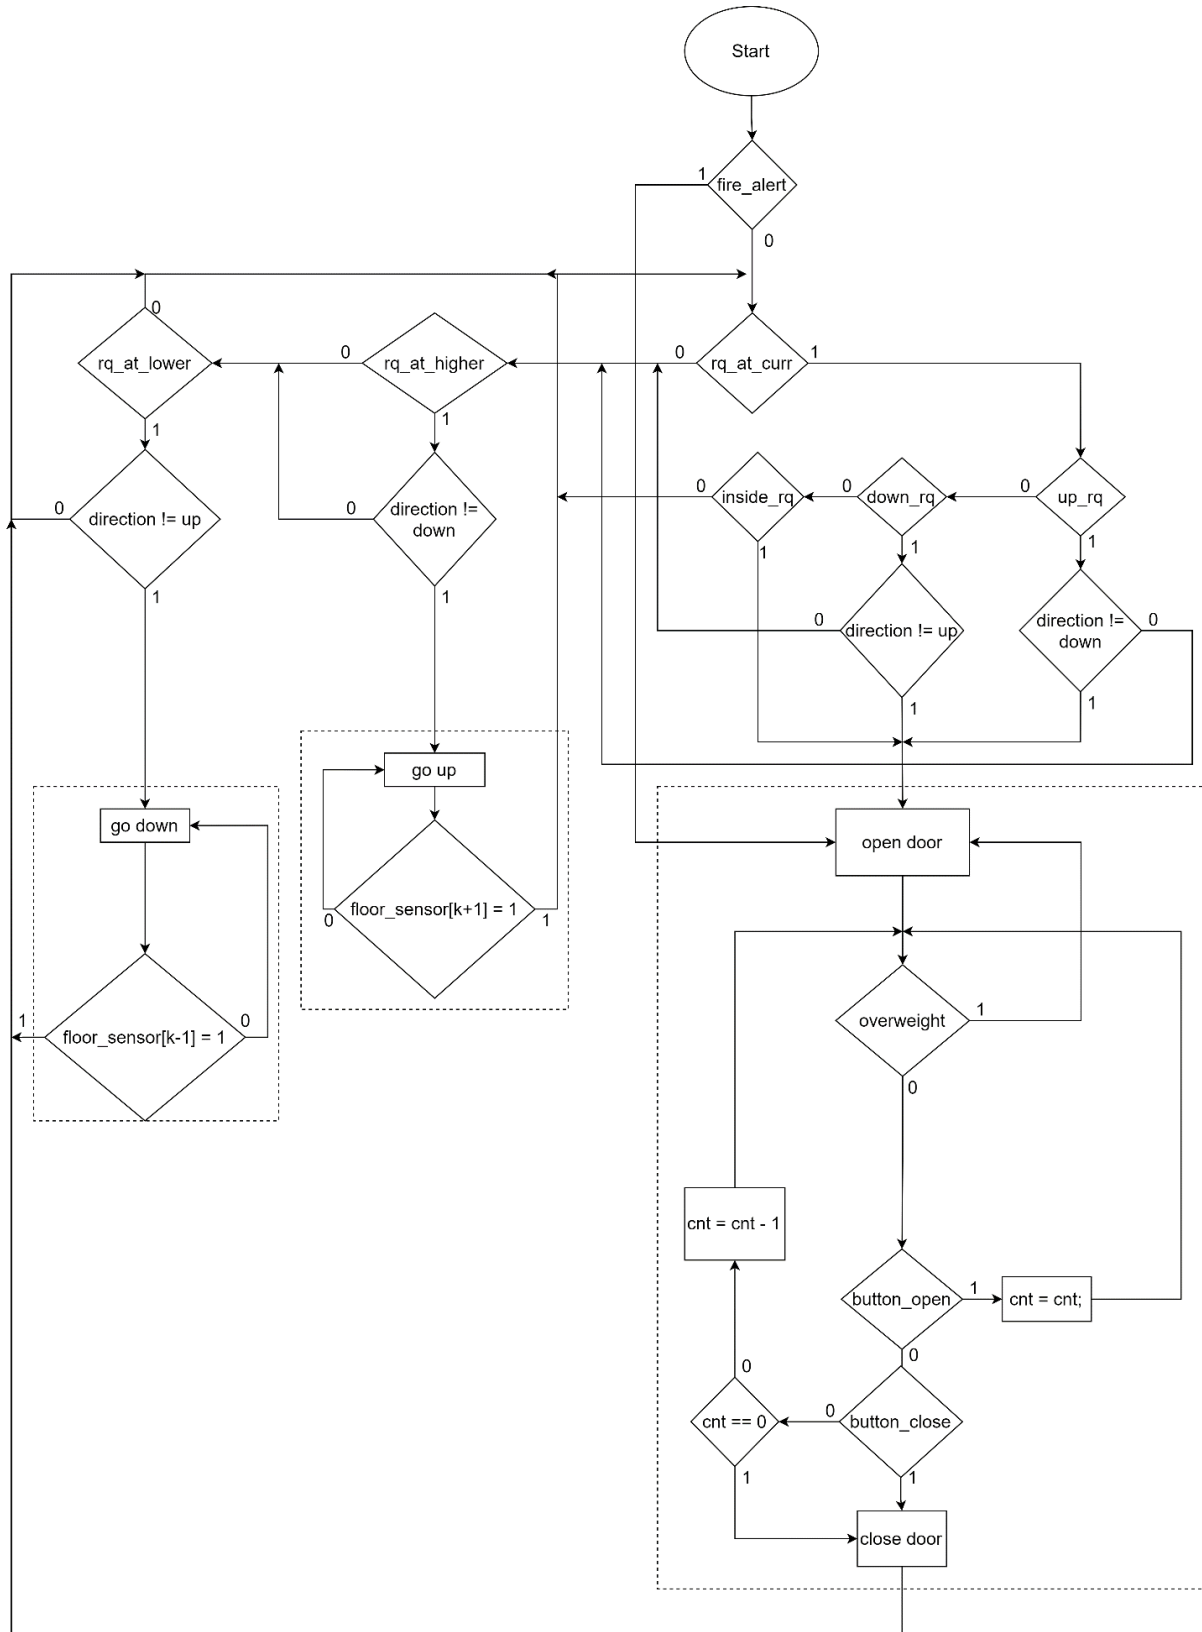 Start
1
fire_alert
0
0
rq_at_lower
0
rq_at_higher
0
rq_at_curr
1
1
1
0
inside_rq
0
down_rq
0
up_rq
0
direction != up
0
direction !=
down
1
1
1
1
1
0
direction != up
direction !=
down
0
1
1
go up
go down
open door
floor_sensor[k+1] = 1
0
1
1
floor_sensor[k-1] = 1
0
overweight
1
0
cnt = cnt - 1
button_open
1
cnt = cnt;
0
0
cnt == 0
0
button_close
1
1
close door